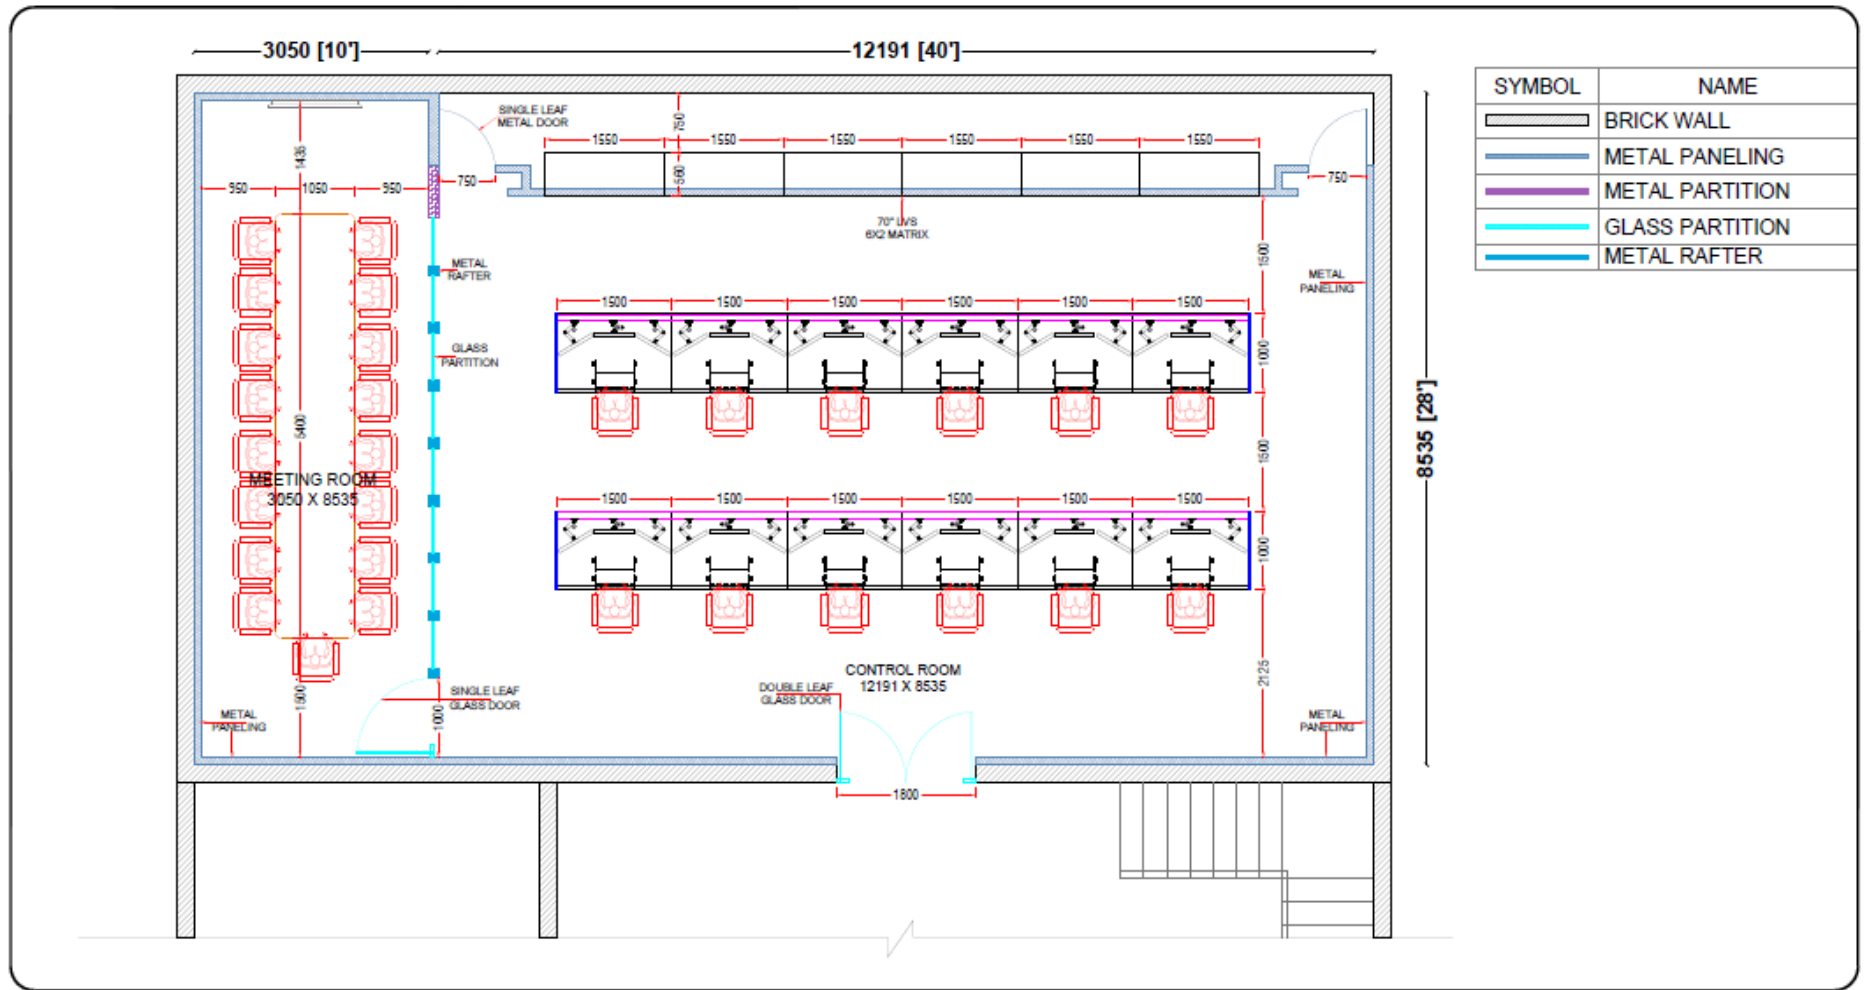 3050 [10']
12191 [40']
SYMBOL NAME
BRICK WALL
METAL PANELING
METAL PARTITION
GLASS PARTITION
METAL RAFTER
8535 [28']
SINGLE LEAF
METAL DOOR
750
1550 1550 1550 1550 1550 1550
560
1435
950 1050 950
750
750
70" LVS
6X2 MATRIX
1500
METAL
RAFTER
METAL
PANELING
1500 1500 1500 1500 1500 1500
GLASS
PARTITION
1000
5400
1500
MEETING ROOM
3050 X 8535
1500 1500 1500 1500 1500 1500
1000
CONTROL ROOM
12191 X 8535
2125
DOUBLE LEAF
GLASS DOOR
SINGLE LEAF
GLASS DOOR
1500
1000
METAL
PANELING
METAL
PANELING
1800